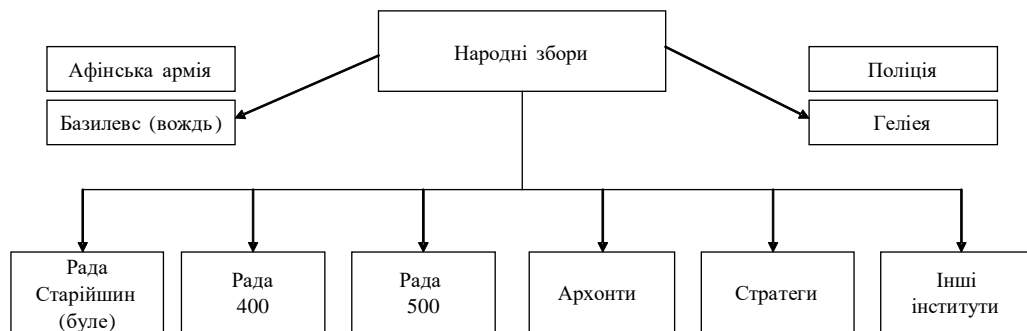 Народні збори
Афінська армія
Поліція
Базилевс (вождь)
Геліея
Рада
Старійшин
(буле)
Рада
400
Рада
500
Архонти
Стратеги
Інші
інститути